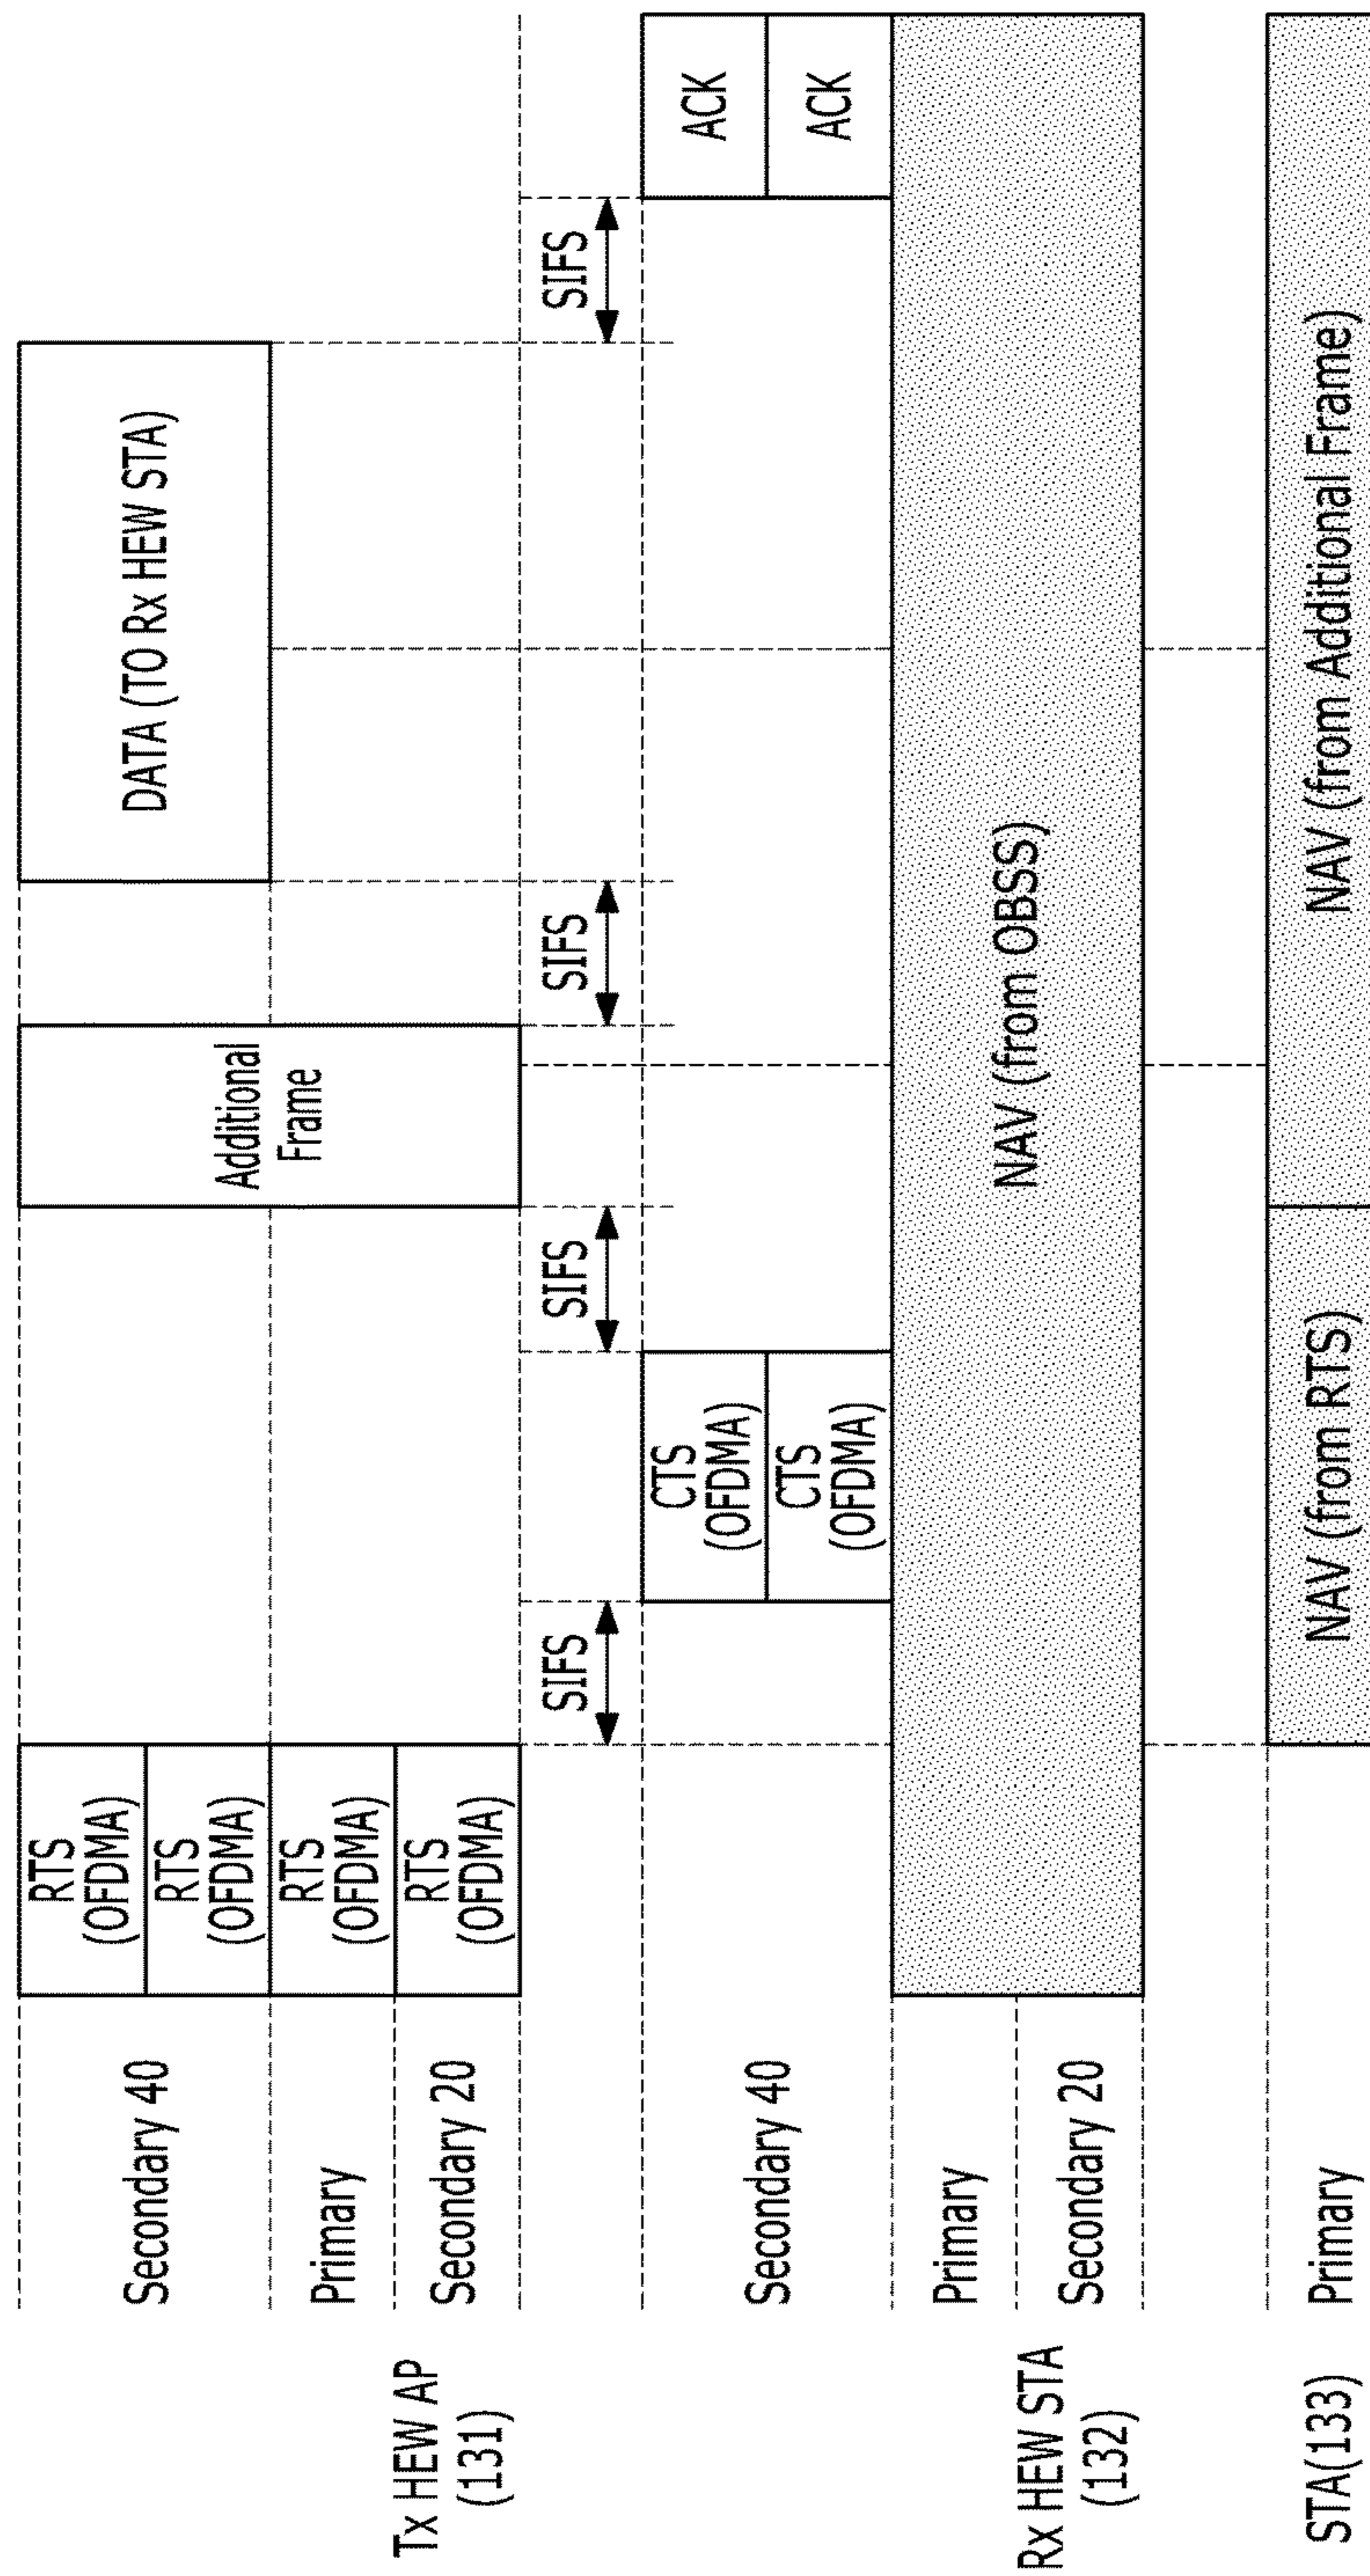 Secondary 40
Primary
Secondary 20
Tx HEW AP
(131)
RTS
(OFDMA)
RTS
(OFDMA)
RTS
(OFDMA)
RTS
(OFDMA)
Additional
Frame
DATA (TO Rx HEW STA)
SIFS
SIFS
SIFS
SIFS
Secondary 40
Primary
Secondary 20
Rx HEW STA
(132)
CTS
(OFDMA)
CTS
(OFDMA)
ACK
ACK
NAV (from OBSS)
STA(133)
Primary
NAV (from RTS)
NAV (from Additional Frame)